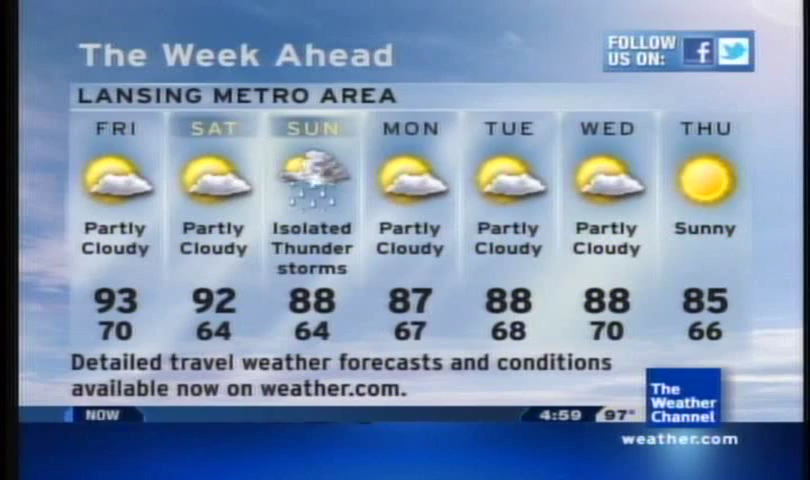 The Week Ahead
FOLLOW
US ON:
f
LANSING METRO AREA
FRI SAT SUN MON TUE WED THU
Partly Cloudy Partly Cloudy Isolated Thunder storms Partly Cloudy Partly Cloudy Partly Cloudy Sunny
93 92 88 87 88 88 85
70 64 64 67 68 70 66
Detailed travel weather forecasts and conditions
available now on weather.com.
The
Weather
Channel
NOW 4:59 97°
weather.com